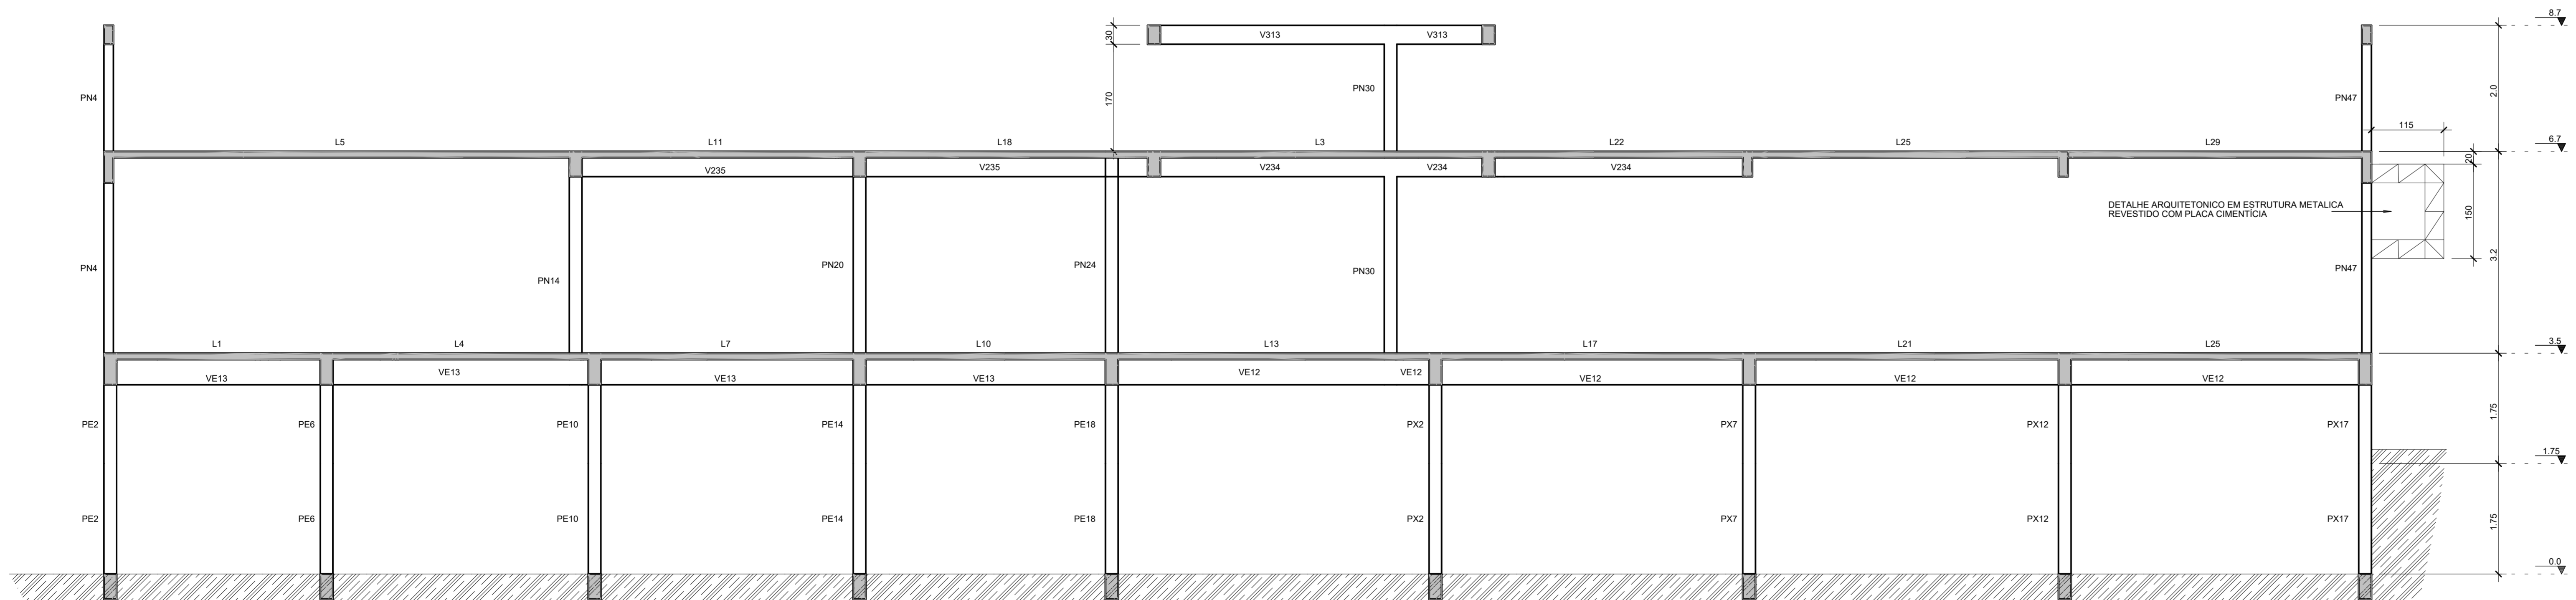 8.7
30
V313
V313
PN4
170
PN30
PN47
2.0
115
L5
L11
L18
L3
L22
L25
L29
6.7
20
V235
V235
V234
V234
V234
DETALHE ARQUITETONICO EM ESTRUTURA METALICA
REVESTIDO COM PLACA CIMENTÍCIA
150
PN4
PN14
PN20
PN24
PN30
PN47
3.2
L1
L4
L7
L10
L13
L17
L21
L25
3.5
VE13
VE13
VE13
VE13
VE12
VE12
VE12
VE12
VE12
PE2
PE6
PE10
PE14
PE18
PX2
PX7
PX12
PX17
1.75
1.75
PE2
PE6
PE10
PE14
PE18
PX2
PX7
PX12
PX17
1.75
0.0